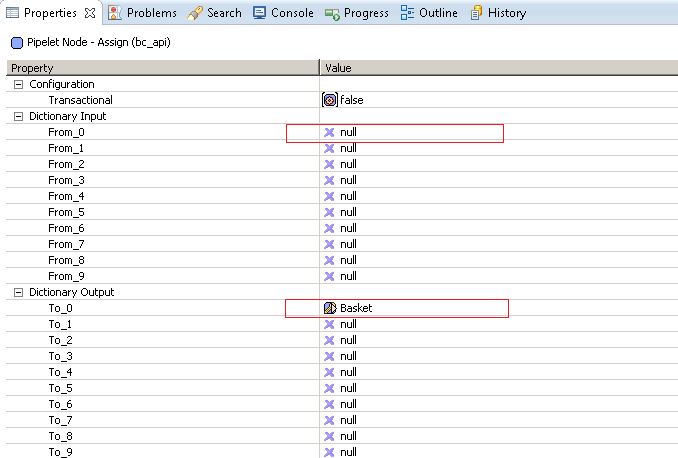 Properties Problems Search Console Progress Outline History
Pipelet Node - Assign (bc_api)
Property Value
Configuration
Transactional false
Dictionary Input
From_0 null
From_1 null
From_2 null
From_3 null
From_4 null
From_5 null
From_6 null
From_7 null
From_8 null
From_9 null
Dictionary Output
To_0 Basket
To_1 null
To_2 null
To_3 null
To_4 null
To_5 null
To_6 null
To_7 null
To_8 null
To_9 null